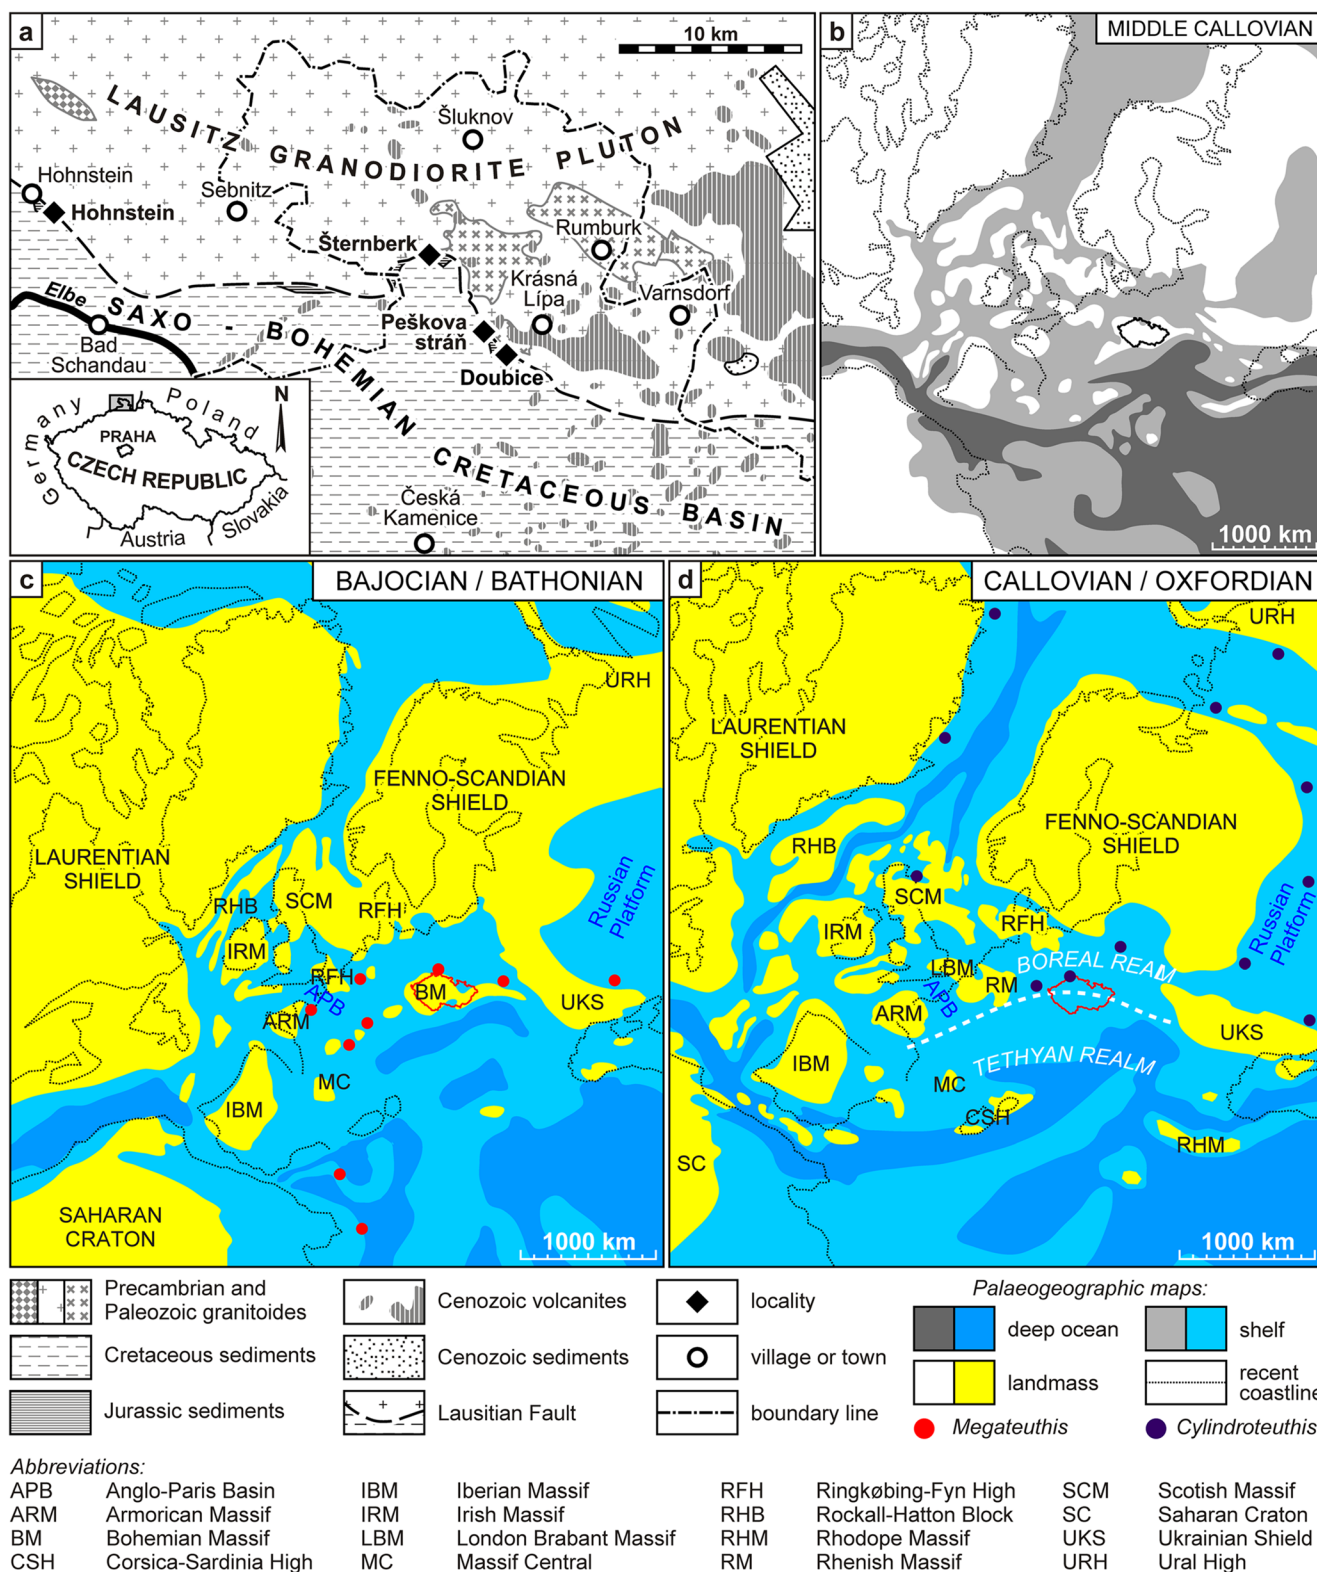 a
10 km
LAUSITZ GRANODIORITE PLUTON
Šluknov
Hohnstein
Sebnitz
Hohnstein
Šternberk
Rumburk
Krásná
Lípa
Varnsdorf
Elbe
SAXO - BOHEMIAN CRETACEOUS BASIN
Bad
Schandau
Peškova
stráň
Doubice
Česká
Kamenice
Germany
Poland
N
PRAHA
CZECH REPUBLIC
Slovakia
Austria
b
MIDDLE CALLOVIAN
1000 km
c
BAJOCIAN / BATHONIAN
URH
FENNO-SCANDIAN
SHIELD
LAURENTIAN
SHIELD
RHB
SCM
RFH
Russian
Platform
IRM
RFH
APB
BM
UKS
ARM
MC
IBM
SAHARAN
CRATON
1000 km
d
CALLOVIAN / OXFORDIAN
URH
LAURENTIAN
SHIELD
RHB
FENNO-SCANDIAN
SHIELD
SCM
RFH
Russian
Platform
IRM
LBM
BOREAL REALM
APB
RM
ARM
UKS
TETHYAN REALM
IBM
MC
CSH
RHM
SC
1000 km
Precambrian and
Paleozoic granitoides
Cretaceous sediments
Jurassic sediments
Cenozoic volcanites
Cenozoic sediments
Lausitian Fault
locality
village or town
boundary line
Palaeogeographic maps:
deep ocean
shelf
landmass
recent
coastline
Megateuthis
Cylindroteuthis
Abbreviations:
APB Anglo-Paris Basin IBM Iberian Massif RFH Ringkøbing-Fyn High SCM Scotish Massif
ARM Armorican Massif IRM Irish Massif RHB Rockall-Hatton Block SC Saharan Craton
BM Bohemian Massif LBM London Brabant Massif RHM Rhodope Massif UKS Ukrainian Shield
CSH Corsica-Sardinia High MC Massif Central RM Rhenish Massif URH Ural High